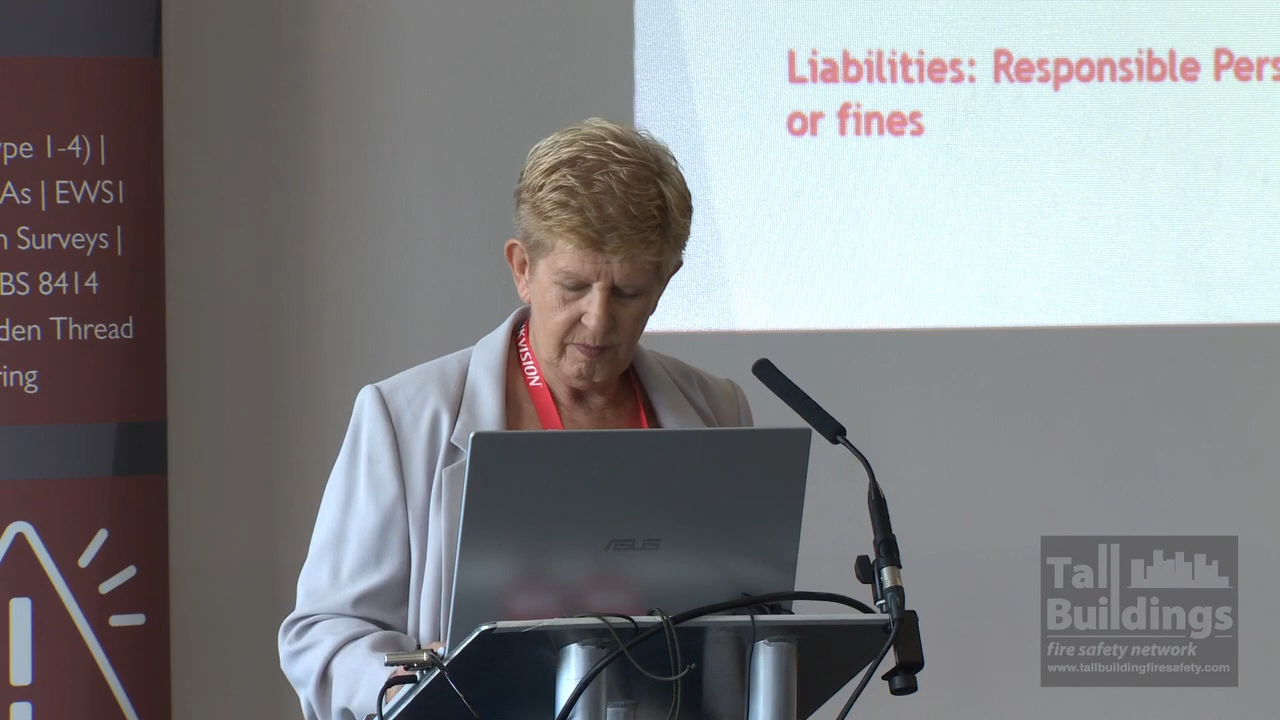 Liabilities: Responsible Pers
or fines
ype 1-4) |
As | EWS1
n Surveys |
BS 8414
den Thread
ring
KVISION
ASUS
Tall
Buildings
fire safety network
www.tallbuildingfiresafety.com